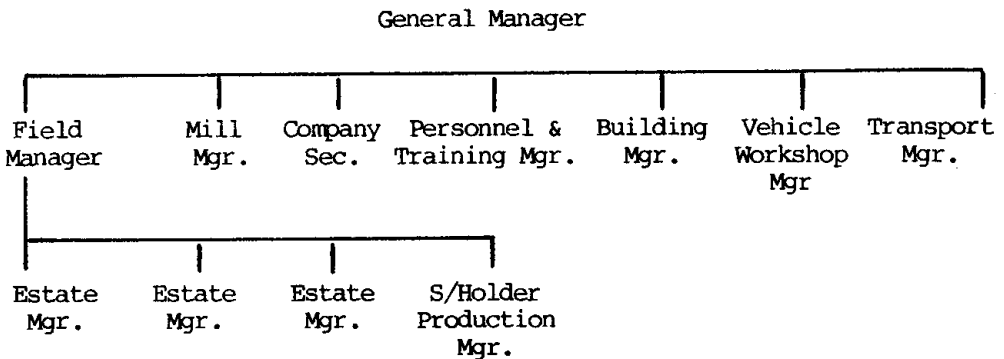 General Manager
Field Mill Company Personnel & Building Vehicle Transport
Manager Mgr. Sec. Training Mgr. Mgr. Workshop Mgr.
Mgr
Estate Estate Estate S/Holder
Mgr. Mgr. Mgr. Production
Mgr.